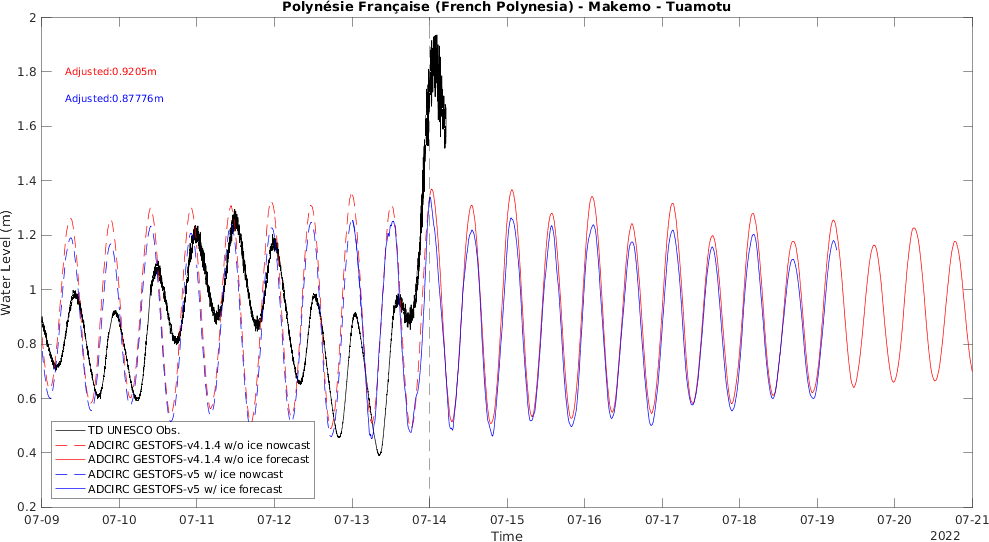 Polynésie Française (French Polynesia) - Makemo - Tuamotu
2
1.8
1.6
1.4
1.2
1
0.8
0.6
0.4
0.2
Water Level (m)
Adjusted:0.9205m
Adjusted:0.87776m
TD UNESCO Obs.
ADCIRC GESTOFS-v4.1.4 w/o ice nowcast
ADCIRC GESTOFS-v4.1.4 w/o ice forecast
ADCIRC GESTOFS-v5 w/ ice nowcast
ADCIRC GESTOFS-v5 w/ ice forecast
07-09 07-10 07-11 07-12 07-13 07-14 07-15 07-16 07-17 07-18 07-19 07-20 07-21
Time
2022